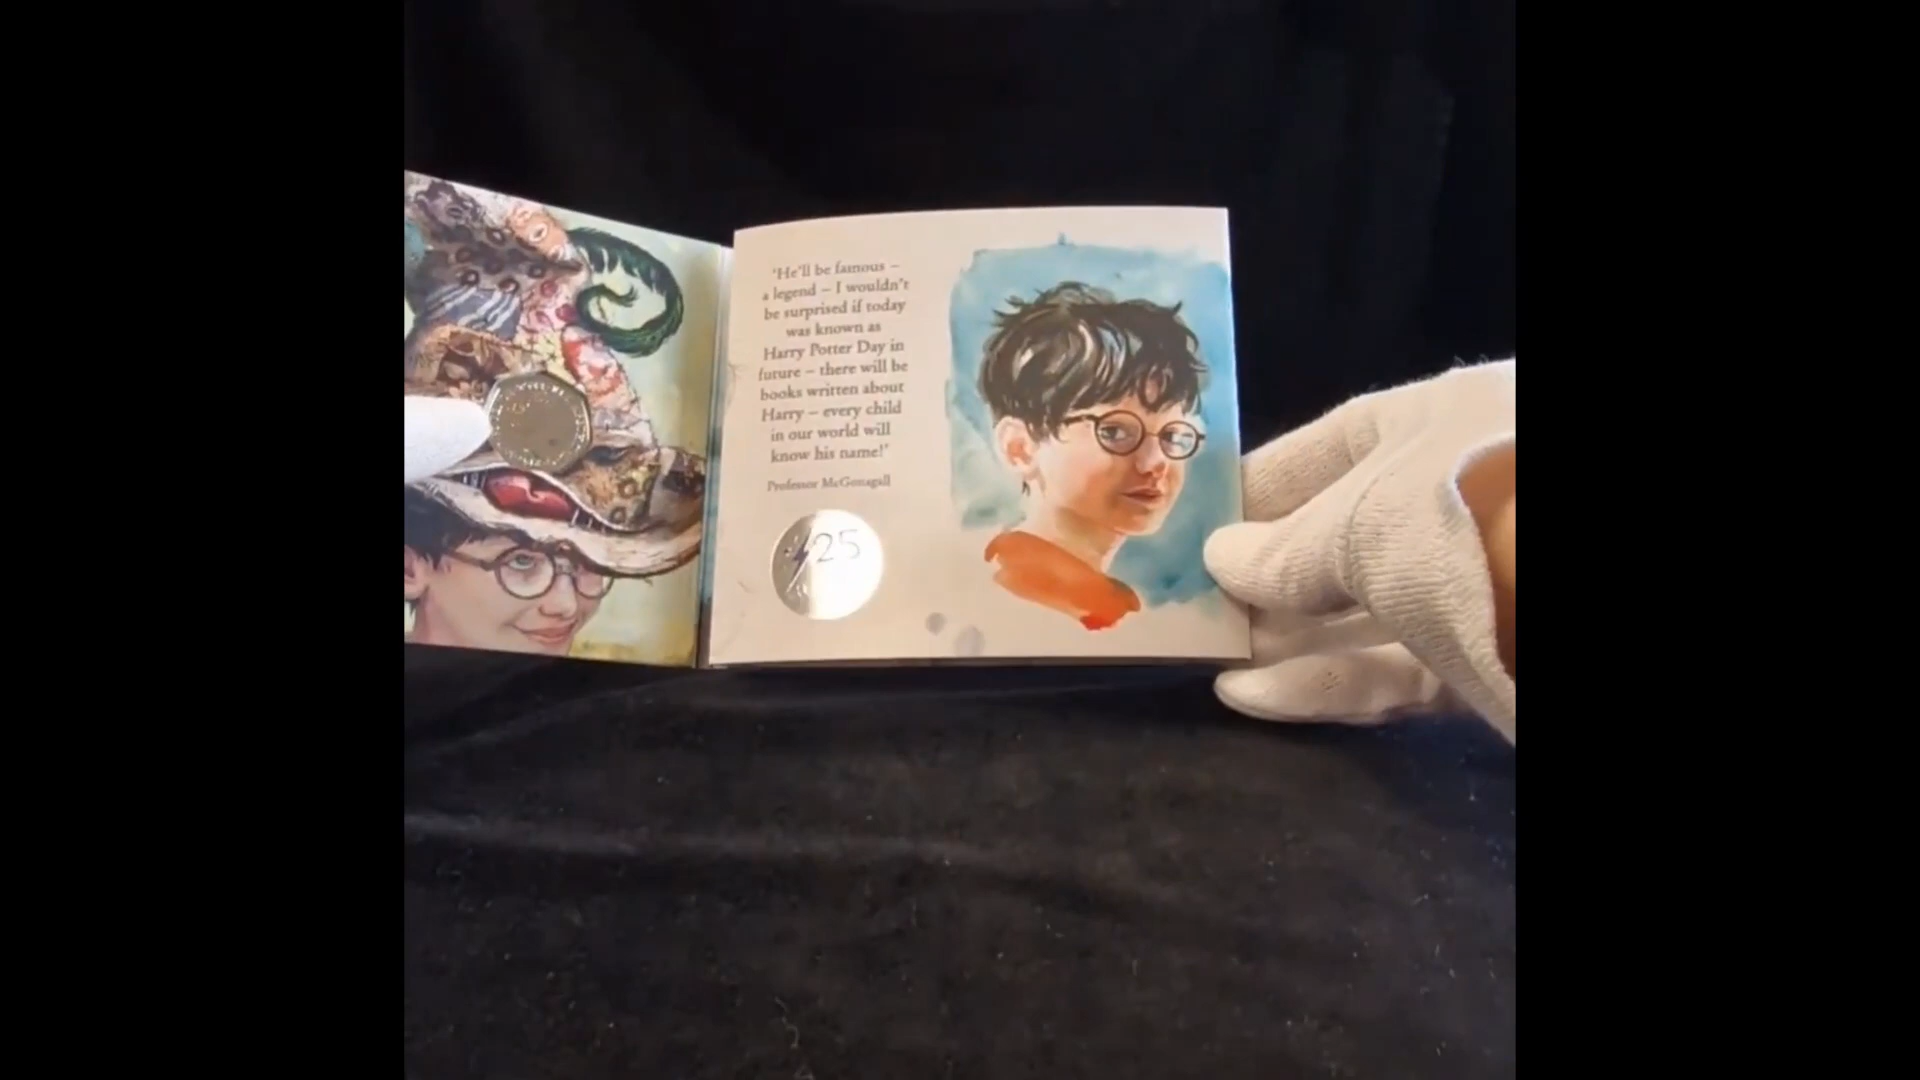 ‘He’ll be famous –
a legend – I wouldn’t
be surprised if today
was known as
Harry Potter Day in
future – there will be
books written about
Harry – every child
in our world will
know his name!’
Professor McGonagall
25